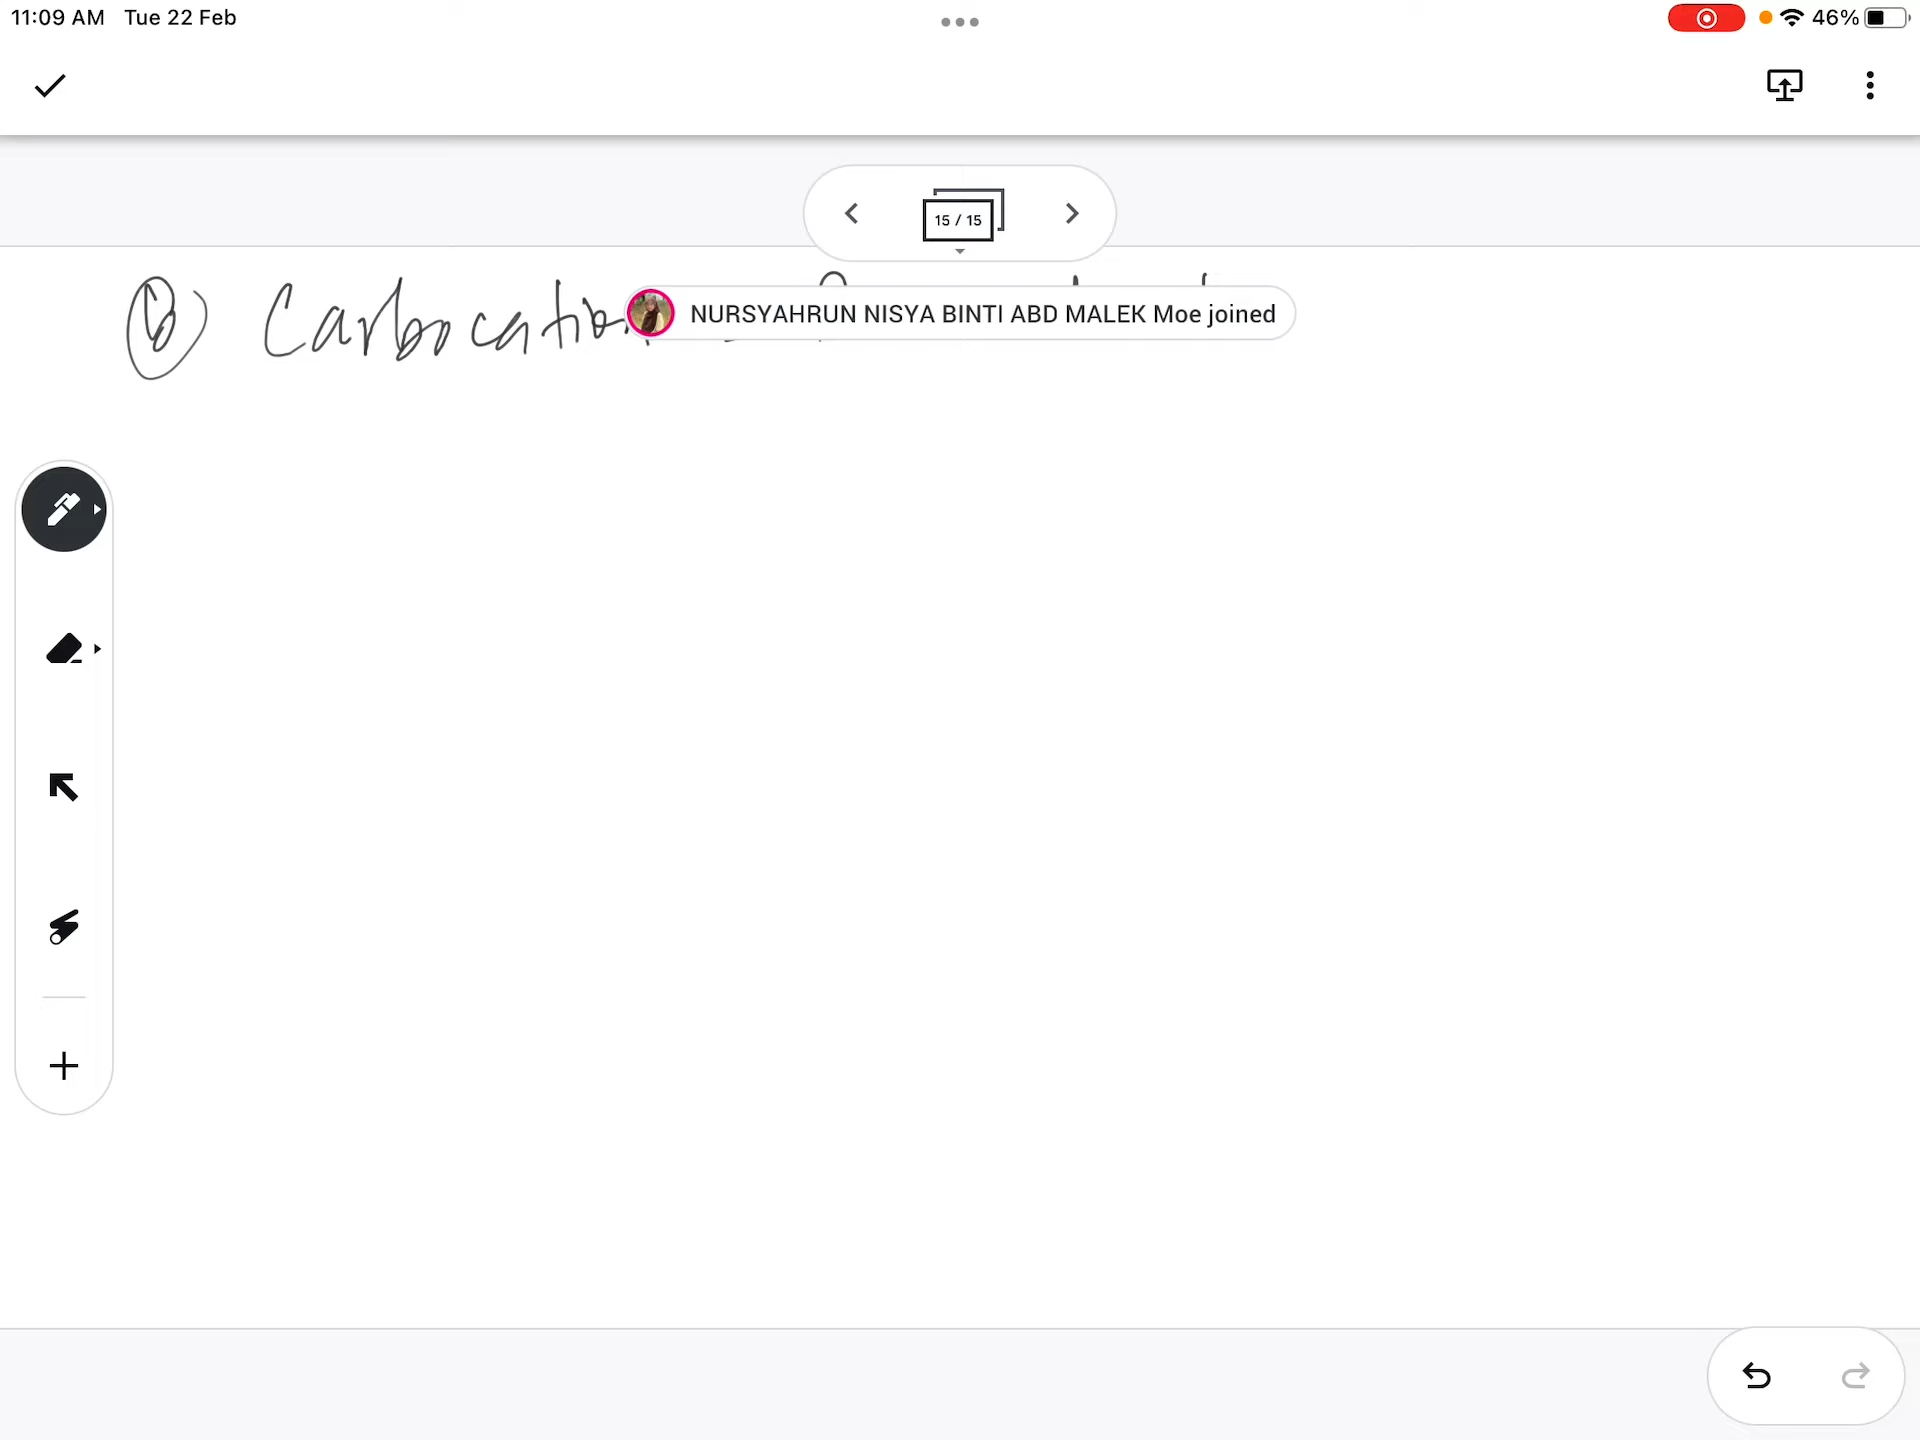 11:09 AM Tue 22 Feb
46%
15 / 15
(b) Carbocation
NURSYAHRUN NISYA BINTI ABD MALEK Moe joined